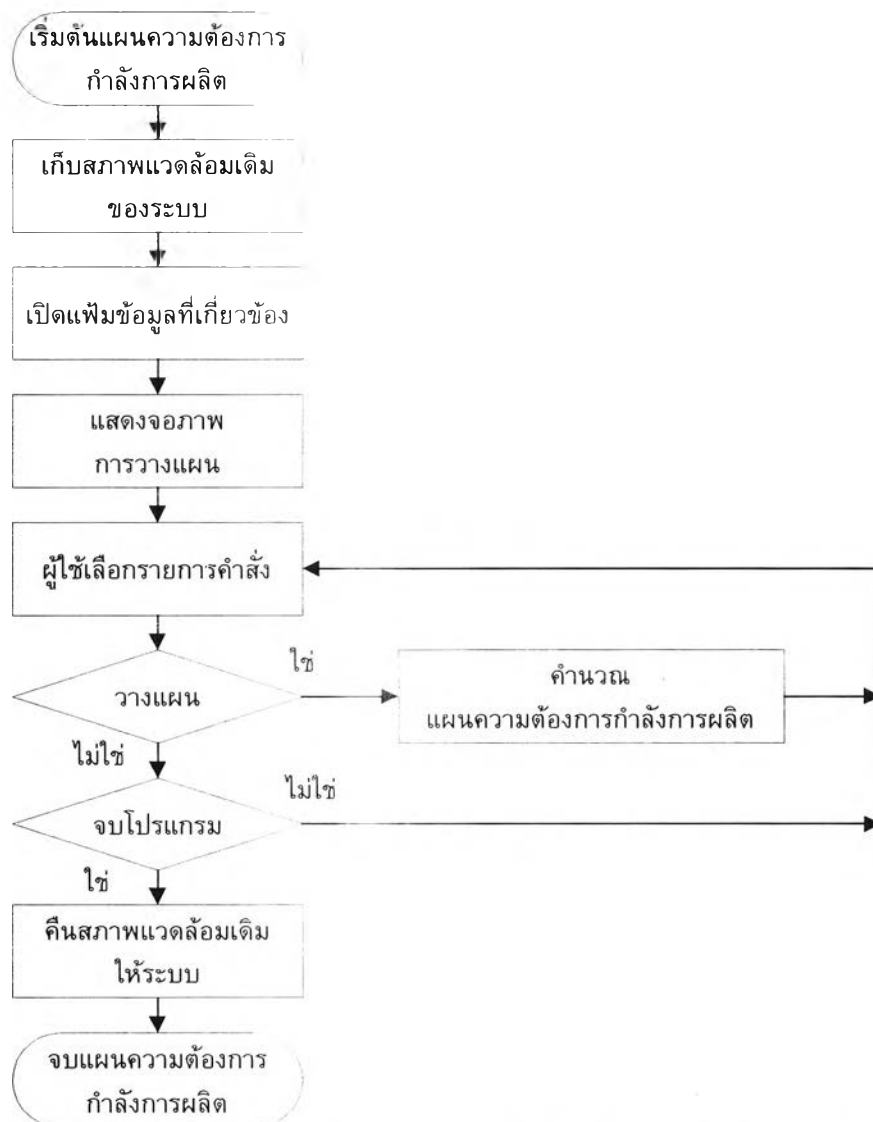 เริ่มต้นแผนความต้องการ
กำลังการผลิต
เก็บสภาพแวดล้อมเดิม
ของระบบ
เปิดแฟ้มข้อมูลที่เกี่ยวข้อง
แสดงจอภาพ
การวางแผน
ผู้ใช้เลือกรายการคำสั่ง
วางแผน
ใช่
คำนวณ
แผนความต้องการกำลังการผลิต
ไม่ใช่
จบโปรแกรม
ไม่ใช่
ใช่
คืนสภาพแวดล้อมเดิม
ให้ระบบ
จบแผนความต้องการ
กำลังการผลิต